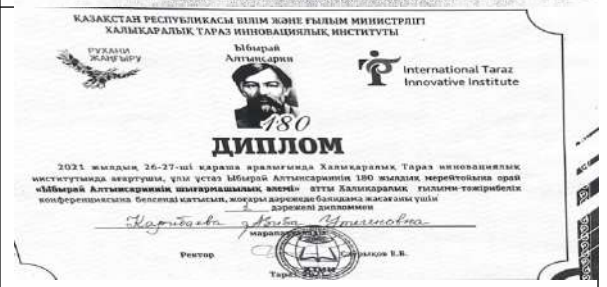 ҚАЗАҚСТАН РЕСПУБЛИКАСЫ БІЛІМ ЖӘНЕ ҒЫЛЫМ МИНИСТРЛІГІ
ХАЛЫҚАРАЛЫҚ ТАРАЗ ИННОВАЦИЯЛЫҚ ИНСТИТУТЫ
РУХАНИ
ЖАҢҒЫРУ
Ыбырай
Алтынсарин
180
International Taraz
Innovative Institute
ДИПЛОМ
2021 жылдың 26-27-ші қараша аралығында Халықаралық Тараз инновациялық
институтында ағартушы, ұлы ұстаз Ыбырай Алтынсариннің 180 жылдық мерейтойына орай
«Ыбырай Алтынсариннің шығармашылық әлемі» атты Халықаралық ғылыми-тәжірибелік
конференциясына белсенді қатысып, жоғары дәрежеде баяндама жасағаны үшін
дәрежелі дипломмен
марапатталады
Ректор Е.Б.
Тараз